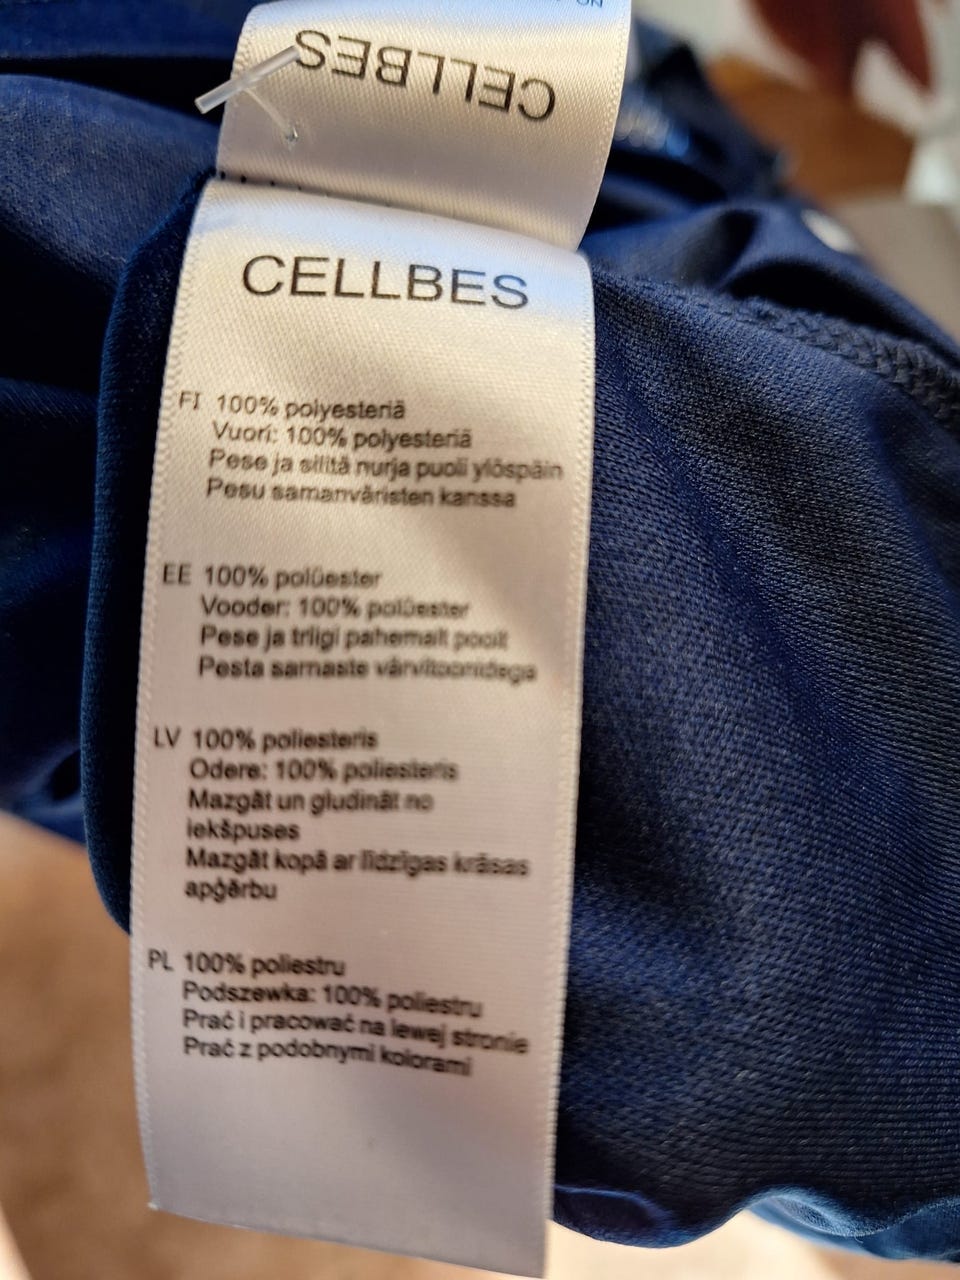 CELLBES
CELLBES
FI 100% polyesteriä
Vuori: 100% polyesteriä
Pese ja silitä nurja puoli ylöspäin
Pesu samanväristen kanssa
EE 100% polüester
Vooder: 100% polüester
Pese ja triigi pahemalt poolt
Pesta sarnaste värvitoonidega
LV 100% poliesteris
Odere: 100% poliesteris
Mazgāt un gludināt no
iekšpuses
Mazgāt kopā ar līdzīgas krāsas
apģērbu
PL 100% poliestru
Podszewka: 100% poliestru
Prać i pracować na lewej stronie
Prać z podobnymi kolorami